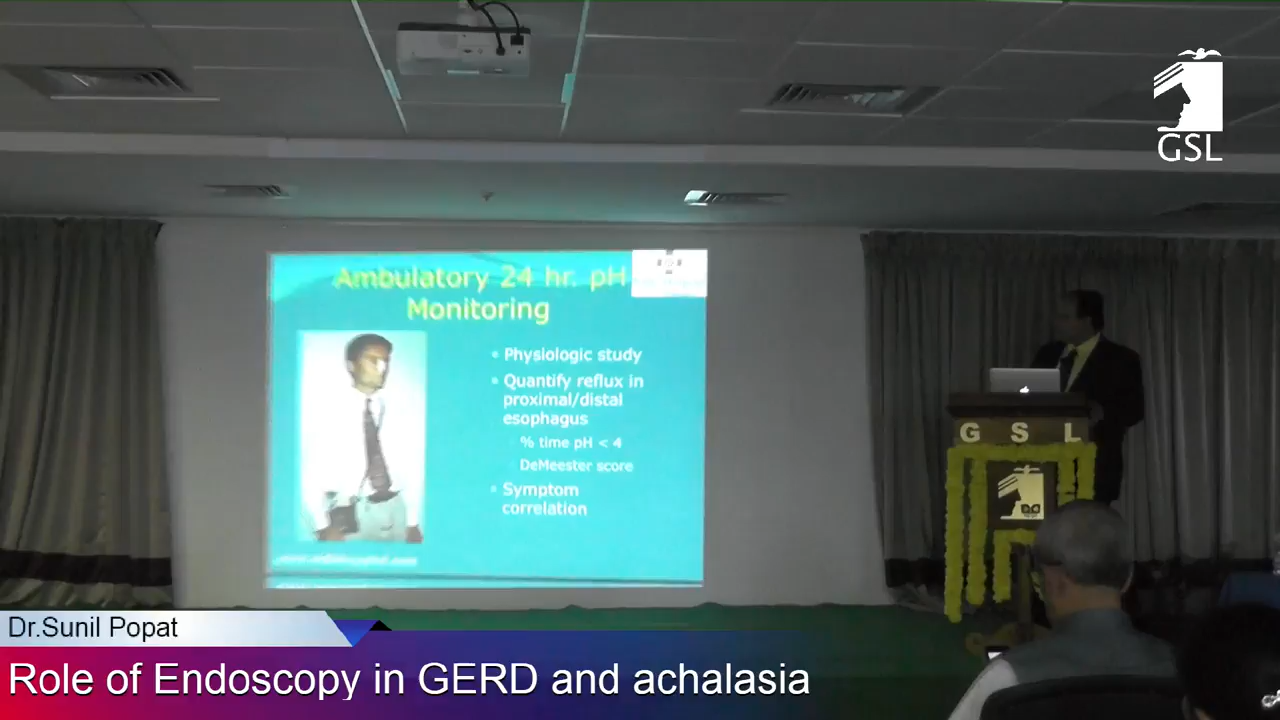 GSL
Ambulatory 24 hr. pH
Monitoring
• Physiologic study
• Quantify reflux in
proximal/distal
esophagus
% time pH < 4
DeMeester score
• Symptom
correlation
G S L
Dr.Sunil Popat
Role of Endoscopy in GERD and achalasia